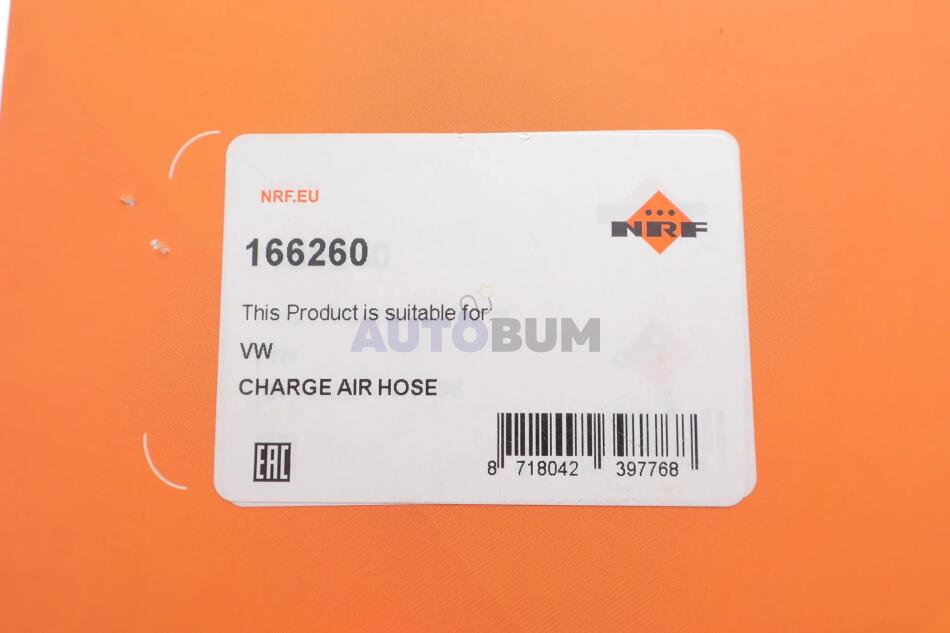 NRF.EU
NRF
166260
This Product is suitable for
AUTOBUM
VW
CHARGE AIR HOSE
EAC
8 718042 397768